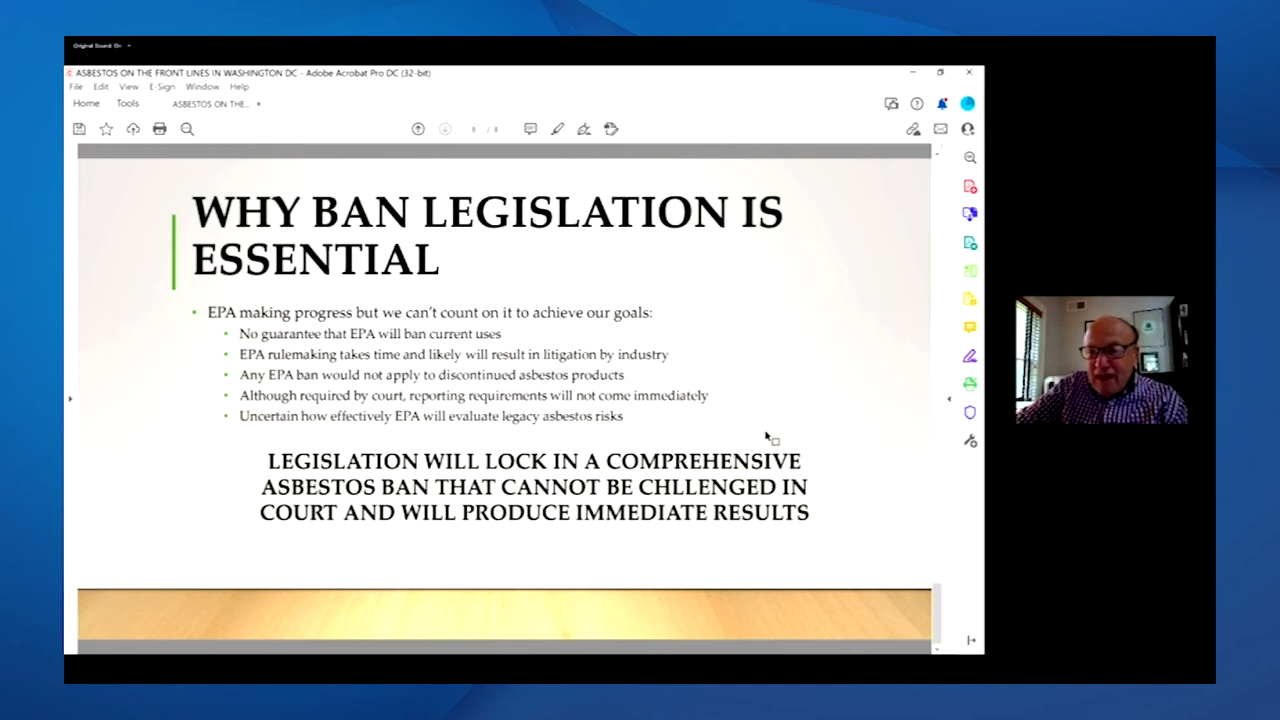 Original Sound: On
ASBESTOS ON THE FRONT LINES IN WASHINGTON DC - Adobe Acrobat Pro DC (32-bit)
File Edit View E-Sign Window Help
Home Tools ASBESTOS ON THE... ×
8 / 8
WHY BAN LEGISLATION IS
ESSENTIAL
• EPA making progress but we can't count on it to achieve our goals:
• No guarantee that EPA will ban current uses
• EPA rulemaking takes time and likely will result in litigation by industry
• Any EPA ban would not apply to discontinued asbestos products
• Although required by court, reporting requirements will not come immediately
• Uncertain how effectively EPA will evaluate legacy asbestos risks
LEGISLATION WILL LOCK IN A COMPREHENSIVE
ASBESTOS BAN THAT CANNOT BE CHLLENGED IN
COURT AND WILL PRODUCE IMMEDIATE RESULTS